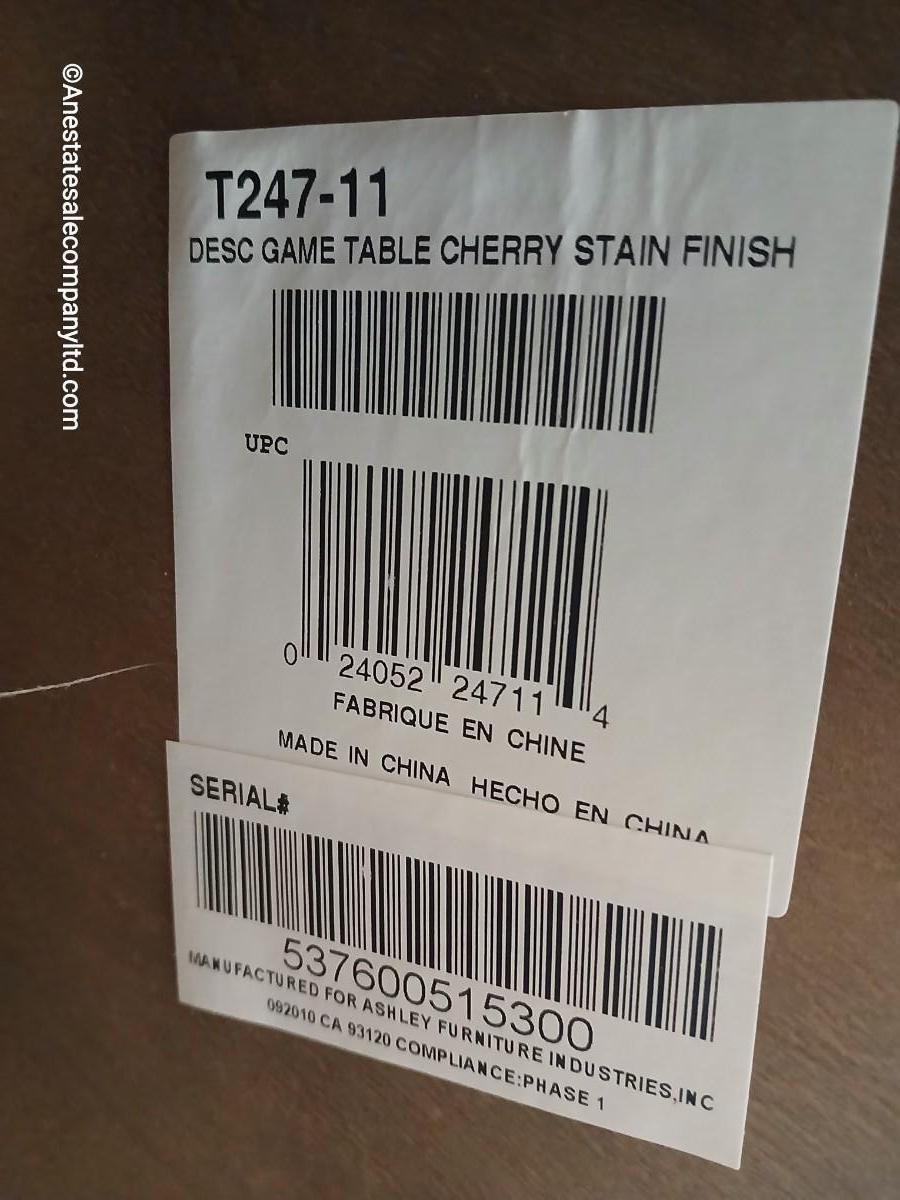 ©Anestatesalecompanyltd.com
T247-11
DESC GAME TABLE CHERRY STAIN FINISH
UPC
0 24052 24711 4
FABRIQUE EN CHINE
MADE IN CHINA HECHO EN CHINA
SERIAL#
537600515300
MANUFACTURED FOR ASHLEY FURNITURE INDUSTRIES,INC
092010 CA 93120 COMPLIANCE:PHASE 1